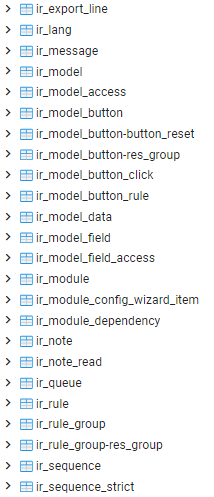 ir_export_line
ir_lang
ir_message
ir_model
ir_model_access
ir_model_button
ir_model_button-button_reset
ir_model_button-res_group
ir_model_button_click
ir_model_button_rule
ir_model_data
ir_model_field
ir_model_field_access
ir_module
ir_module_config_wizard_item
ir_module_dependency
ir_note
ir_note_read
ir_queue
ir_rule
ir_rule_group
ir_rule_group-res_group
ir_sequence
ir_sequence_strict